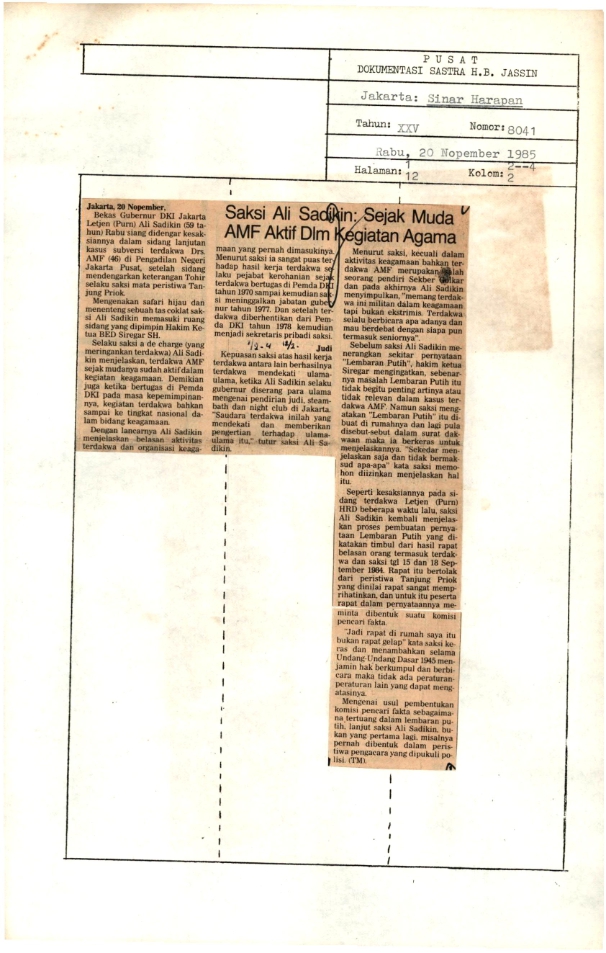 P U S A T
DOKUMENTASI SASTRA H.B. JASSIN
Jakarta: Sinar Harapan
Tahun: XXV Nomor: 8041
Rabu, 20 Nopember 1985
Halaman: 1 Kolom: 2--4
12 2
Saksi Ali Sadikin: Sejak Muda
AMF Aktif Dlm Kegiatan Agama
Jakarta, 20 Nopember,
Bekas Gubernur DKI Jakarta
Letjen (Purn) Ali Sadikin (59 ta-
hun) Rabu siang didengar kesak-
siannya dalam sidang lanjutan
kasus subversi terdakwa Drs.
AMF (46) di Pengadilan Negeri
Jakarta Pusat, setelah sidang
mendengarkan keterangan Tohir
selaku saksi mata peristiwa Tan-
jung Priok.
Mengenakan safari hijau dan
menenteng sebuah tas coklat sak-
si Ali Sadikin memasuki ruang
sidang yang dipimpin Hakim Ke-
tua BED Siregar SH.
Selaku saksi a de charge (yang
meringankan terdakwa) Ali Sadi-
kin menjelaskan, terdakwa AMF
sejak mudanya sudah aktif dalam
kegiatan keagamaan. Demikian
juga ketika bertugas di Pemda
DKI pada masa kepemimpinan-
nya, kegiatan terdakwa bahkan
sampai ke tingkat nasional da-
lam bidang keagamaan.
Dengan lancarnya Ali Sadikin
menjelaskan belasan aktivitas
terdakwa dan organisasi keaga-
maan yang pernah dimasukinya.
Menurut saksi ia sangat puas ter-
hadap hasil kerja terdakwa se-
laku pejabat kerohanian sejak
terdakwa bertugas di Pemda DKI
tahun 1970 sampai kemudian sak-
si meninggalkan jabatan guber-
nur tahun 1977. Dan setelah ter-
dakwa diberhentikan dari Pem-
da DKI tahun 1978 kemudian
menjadi sekretaris pribadi saksi.
Judi
Kepuasan saksi atas hasil kerja
terdakwa antara lain berhasilnya
terdakwa mendekati ulama-
ulama, ketika Ali Sadikin selaku
gubernur diserang para ulama
mengenai pendirian judi, steam-
bath dan night club di Jakarta.
"Saudara terdakwa inilah yang
mendekati dan memberikan
pengertian terhadap ulama-
ulama itu," tutur saksi Ali Sa-
dikin.
Menurut saksi, kecuali dalam
aktivitas keagamaan bahkan ter-
dakwa AMF merupakan
seorang pendiri Sekber
dan pada akhirnya Ali Sadikin
menyimpulkan, "memang terdak-
wa ini militan dalam keagamaan
tapi bukan ekstrimis. Terdakwa
selalu berbicara apa adanya dan
mau berdebat dengan siapa pun
termasuk seniornya".
Sebelum saksi Ali Sadikin me-
nerangkan sekitar pernyataan
"Lembaran Putih", hakim ketua
Siregar mengingatkan, sebenar-
nya masalah Lembaran Putih itu
tidak begitu penting artinya atau
tidak relevan dalam kasus ter-
dakwa AMF. Namun saksi meng-
atakan "Lembaran Putih" itu di-
buat di rumahnya dan lagi pula
disebut-sebut dalam surat dak-
waan maka ia berkeras untuk
menjelaskannya. "Sekedar men-
jelaskan saja dan tidak bermak-
sud apa-apa" kata saksi memo-
hon diizinkan menjelaskan hal
itu.
Seperti kesaksiannya pada si-
dang terdakwa Letjen (Purn)
HRD beberapa waktu lalu, saksi
Ali Sadikin kembali menjelas-
kan proses pembuatan pernya-
taan Lembaran Putih yang di-
katakan timbul dari hasil rapat
belasan orang termasuk terdak-
wa dan saksi tgl 15 dan 18 Sep-
tember 1984. Rapat itu bertolak
dari peristiwa Tanjung Priok
yang dinilai rapat sangat memp-
rihatinkan, dan untuk itu peserta
rapat dalam pernyataannya me-
minta dibentuk suatu komisi
pencari fakta.
"Jadi rapat di rumah saya itu
bukan rapat gelap" kata saksi ke-
ras dan menambahkan selama
Undang-Undang Dasar 1945 men-
jamin hak berkumpul dan berbi-
cara maka tidak ada peraturan-
peraturan lain yang dapat meng-
atasinya.
Mengenai usul pembentukan
komisi pencari fakta sebagaima-
na tertuang dalam lembaran pu-
tih, lanjut saksi Ali Sadikin, bu-
kan yang pertama lagi, misalnya
pernah dibentuk dalam peris-
tiwa pengacara yang dipukuli po-
lisi. (TM).